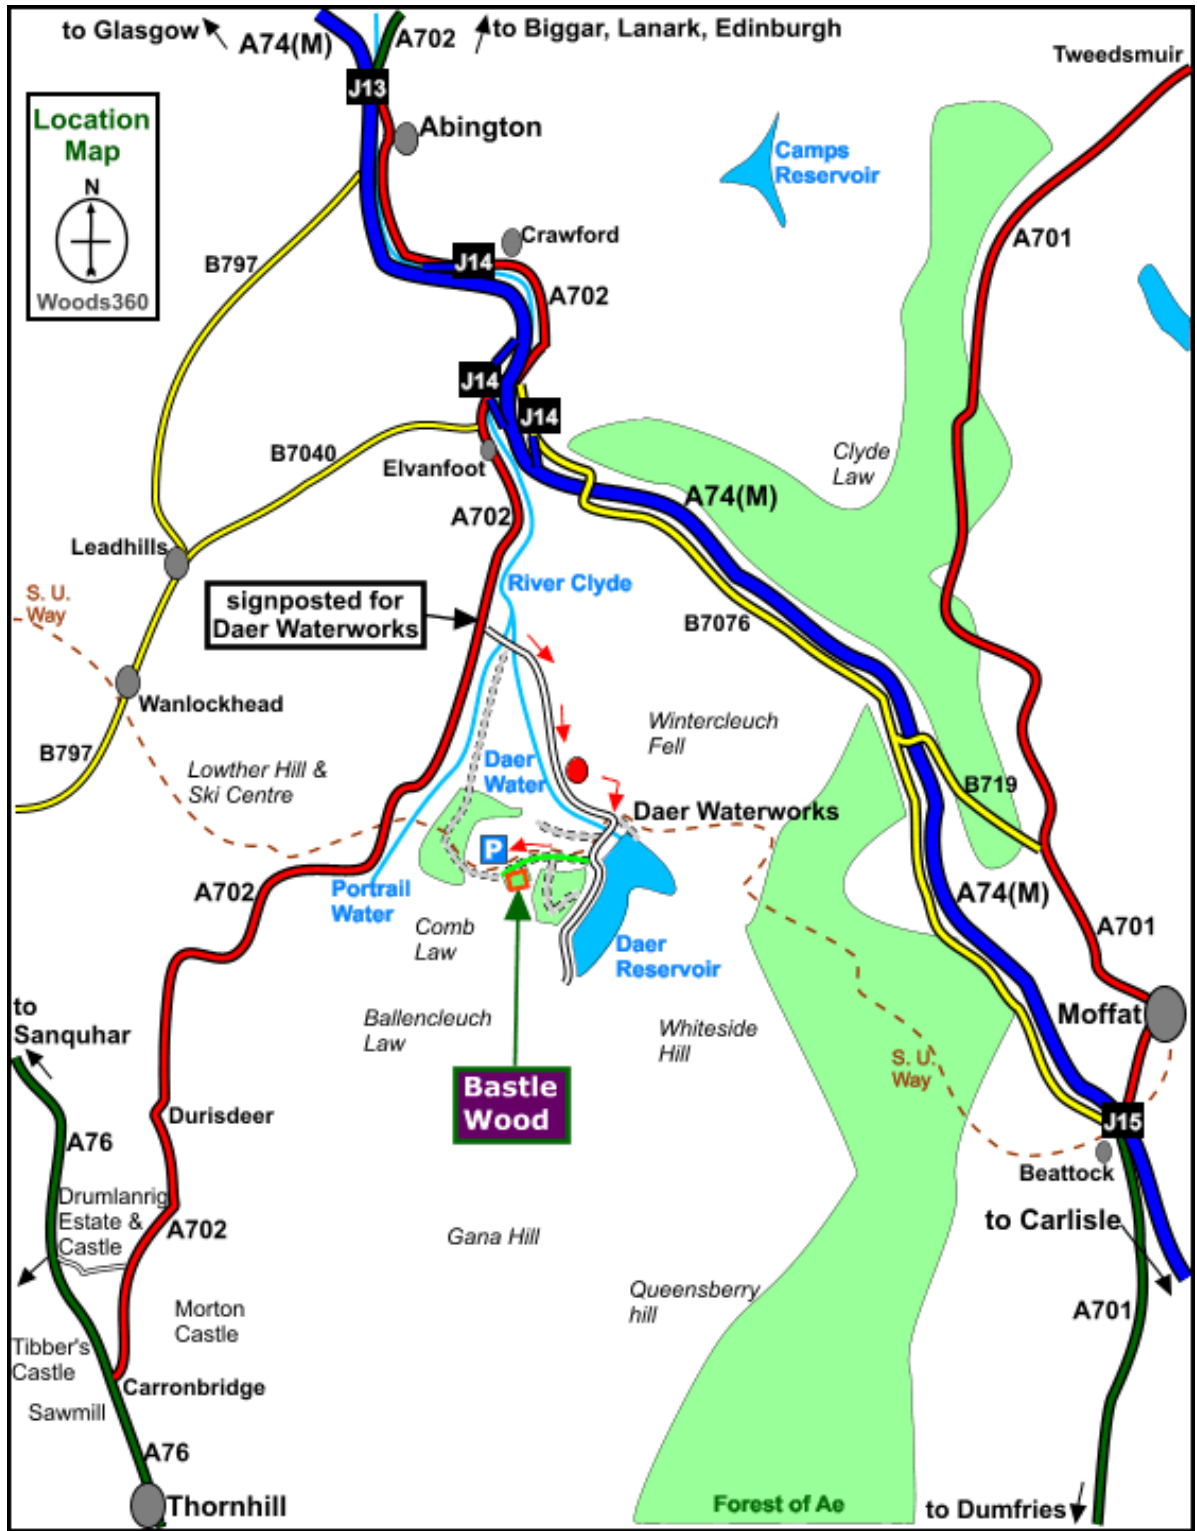 to Glasgow
A74(M)
A702
to Biggar, Lanark, Edinburgh
Tweedsmuir
J13
Location
Map
N
Woods360
Abington
Camps
Reservoir
Crawford
A701
B797
J14
A702
J14
J14
B7040
Elvanfoot
Clyde
Law
A74(M)
A702
Leadhills
River Clyde
S. U.
Way
signposted for
Daer Waterworks
B7076
Wanlockhead
Wintercleuch
Fell
B797
Lowther Hill &
Ski Centre
Daer
Water
B719
Daer Waterworks
P
A702
Portrail
Water
A74(M)
Comb
Law
Daer
Reservoir
A701
to
Sanquhar
Ballencleuch
Law
Whiteside
Hill
Moffat
S. U.
Way
Bastle
Wood
Durisdeer
J15
A76
Beattock
Drumlanrig
Estate &
Castle
A702
to Carlisle
Gana Hill
Queensberry
hill
Morton
Castle
A701
Tibber's
Castle
Carronbridge
Sawmill
A76
Thornhill
Forest of Ae
to Dumfries